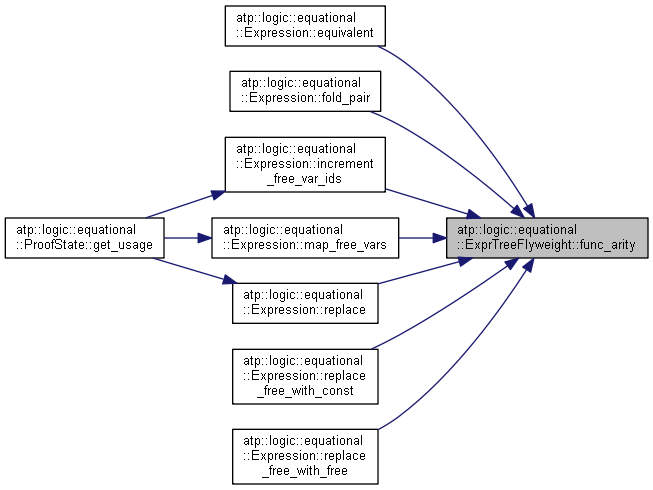 atp::logic::equational
::Expression::equivalent
atp::logic::equational
::Expression::fold_pair
atp::logic::equational
::Expression::increment
_free_var_ids
atp::logic::equational
::ProofState::get_usage
atp::logic::equational
::Expression::map_free_vars
atp::logic::equational
::ExprTreeFlyweight::func_arity
atp::logic::equational
::Expression::replace
atp::logic::equational
::Expression::replace
_free_with_const
atp::logic::equational
::Expression::replace
_free_with_free